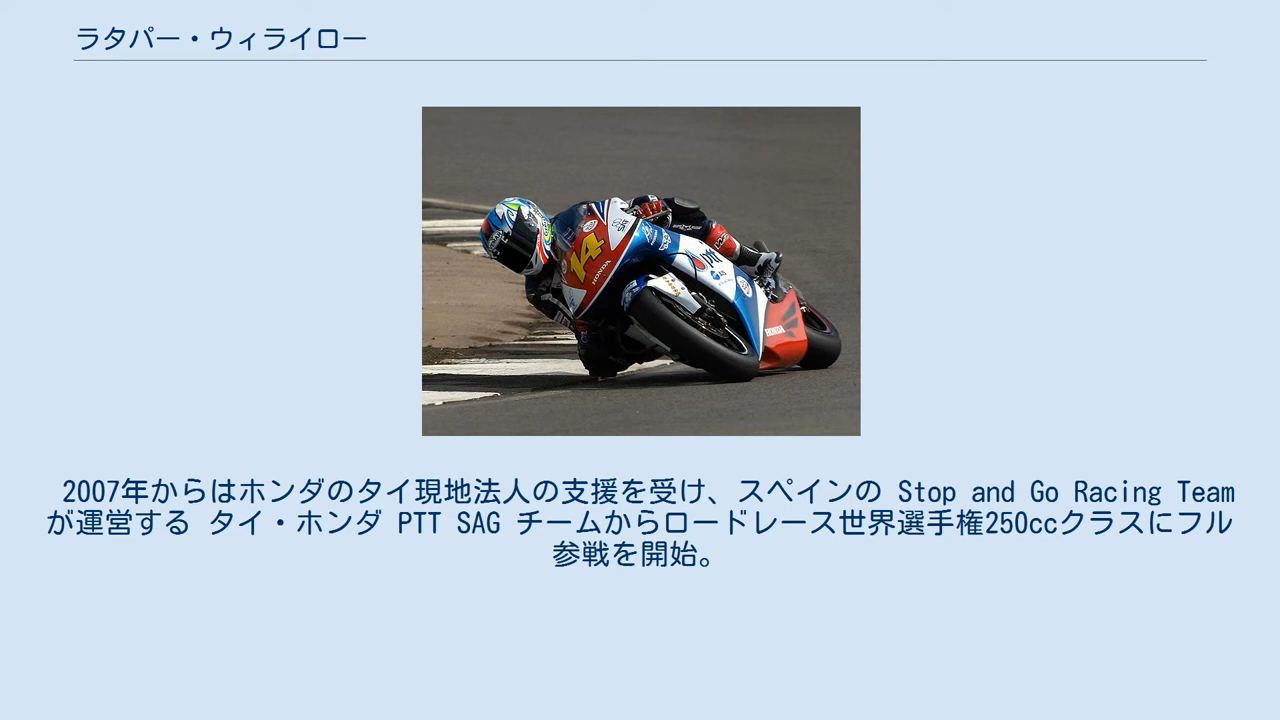 ラタパー・ウィライロー
14
HONDA
ptt
HONDA
2007年からはホンダのタイ現地法人の支援を受け、スペインの Stop and Go Racing Team
が運営する タイ・ホンダ PTT SAG チームからロードレース世界選手権250ccクラスにフル
参戦を開始。